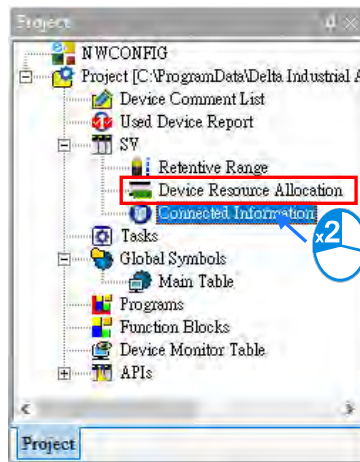 Project
NWCONFIG
Project [C:\ProgramData\Delta Industrial A
Device Comment List
Used Device Report
SV
Retentive Range
Device Resource Allocation
Connected Information
x2
Tasks
Global Symbols
Main Table
Programs
Function Blocks
Device Monitor Table
APIs
Project